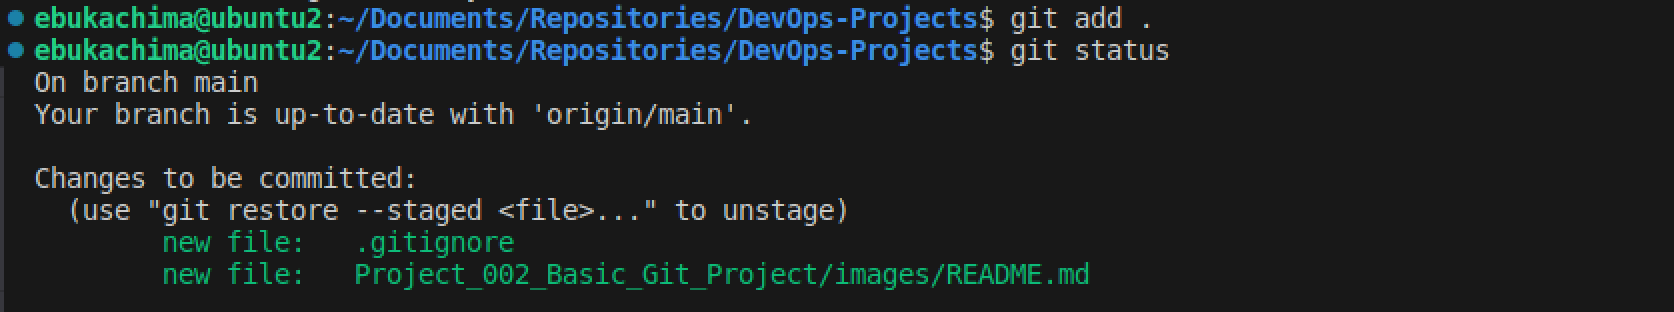 ebukachima@ubuntu2:~/Documents/Repositories/DevOps-Projects$ git add .
ebukachima@ubuntu2:~/Documents/Repositories/DevOps-Projects$ git status
On branch main
Your branch is up-to-date with 'origin/main'.

Changes to be committed:
  (use "git restore --staged <file>..." to unstage)
        new file:   .gitignore
        new file:   Project_002_Basic_Git_Project/images/README.md